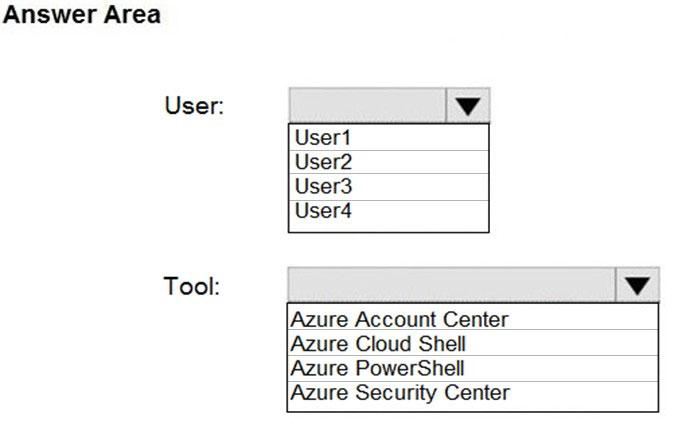 Answer Area
User:
User1
User2
User3
User4
Tool:
Azure Account Center
Azure Cloud Shell
Azure PowerShell
Azure Security Center